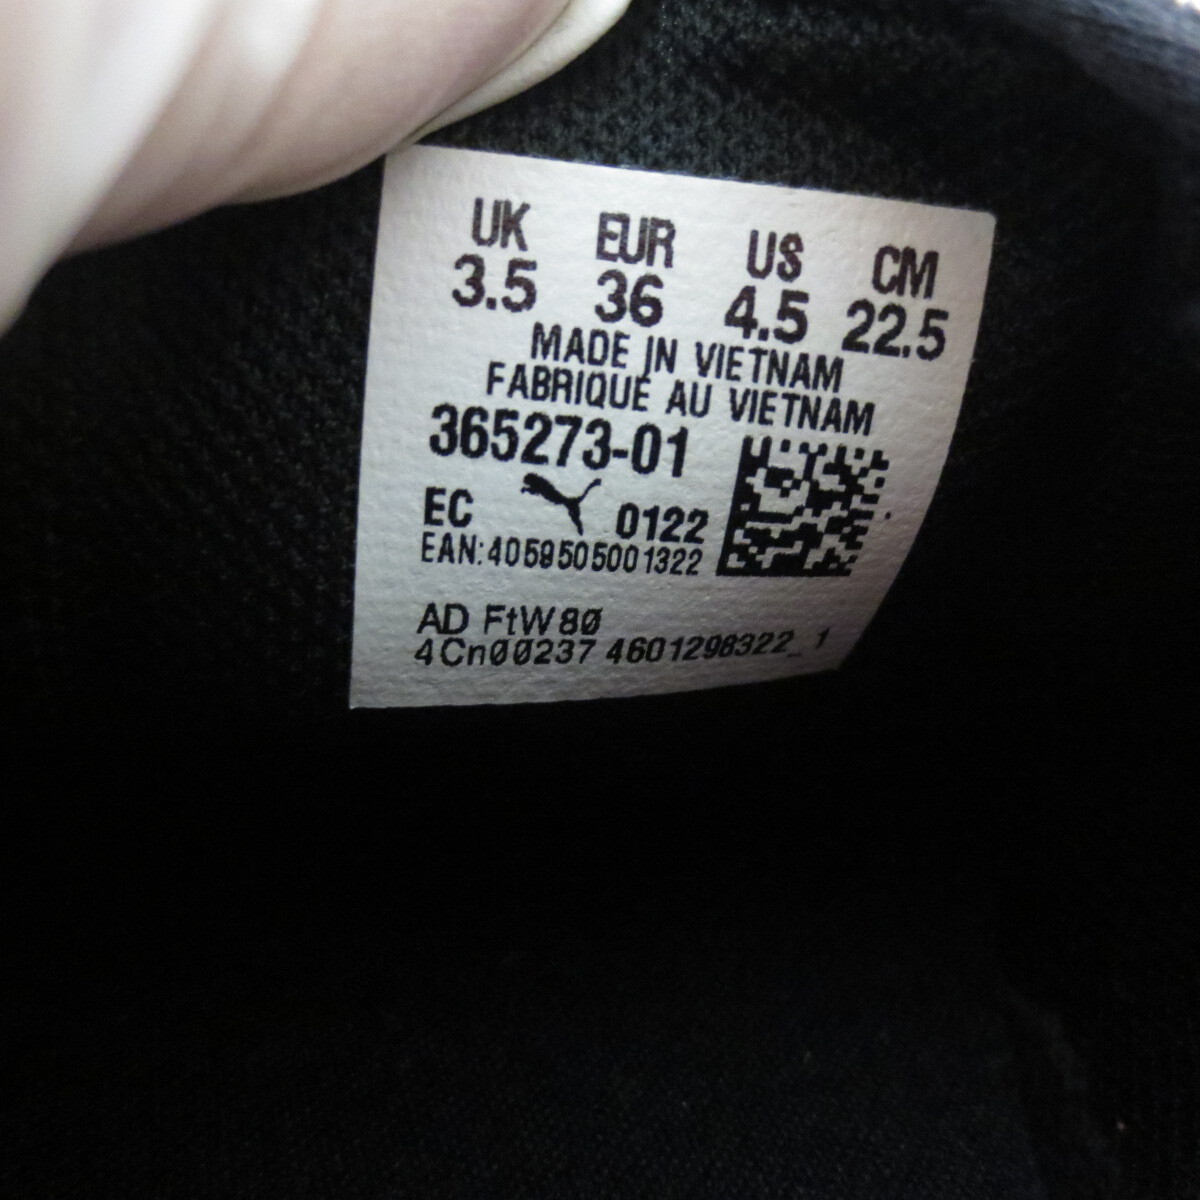 UK EUR US CM
3.5 36 4.5 22.5
MADE IN VIETNAM
FABRIQUÉ AU VIETNAM
365273-01
EC 0122
EAN:4059505001322
AD FtW80
4Cn00237 4601298322_1